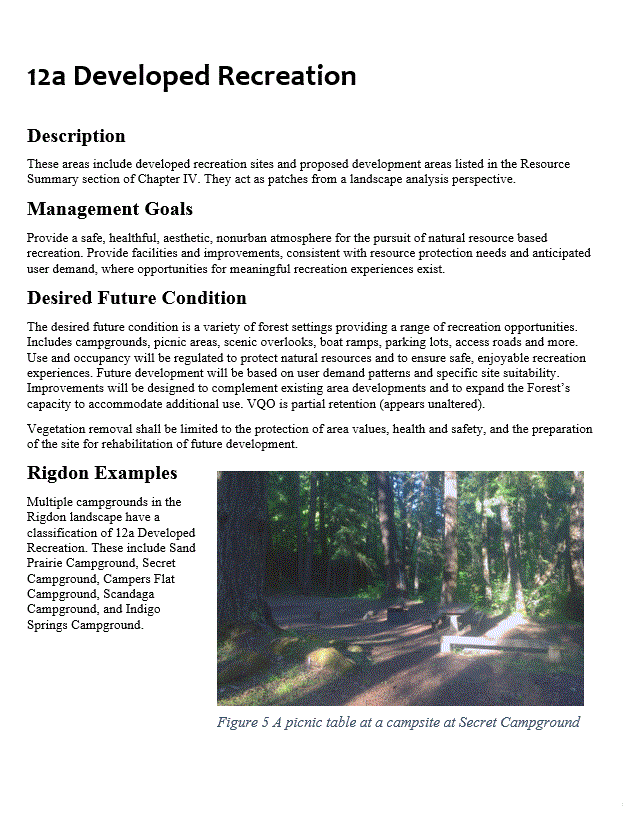 12a Developed Recreation
Description
These areas include developed recreation sites and proposed development areas listed in the Resource
Summary section of Chapter IV. They act as patches from a landscape analysis perspective.
Management Goals
Provide a safe, healthful, aesthetic, nonurban atmosphere for the pursuit of natural resource based
recreation. Provide facilities and improvements, consistent with resource protection needs and anticipated
user demand, where opportunities for meaningful recreation experiences exist.
Desired Future Condition
The desired future condition is a variety of forest settings providing a range of recreation opportunities.
Includes campgrounds, picnic areas, scenic overlooks, boat ramps, parking lots, access roads and more.
Use and occupancy will be regulated to protect natural resources and to ensure safe, enjoyable recreation
experiences. Future development will be based on user demand patterns and specific site suitability.
Improvements will be designed to complement existing area developments and to expand the Forest's
capacity to accommodate additional use. VQO is partial retention (appears unaltered).
Vegetation removal shall be limited to the protection of area values, health and safety, and the preparation
of the site for rehabilitation of future development.
Rigdon Examples
Multiple campgrounds in the
Rigdon landscape have a
classification of 12a Developed
Recreation. These include Sand
Prairie Campground, Secret
Campground, Campers Flat
Campground, Scandaga
Campground, and Indigo
Springs Campground.
Figure 5 A picnic table at a campsite at Secret Campground